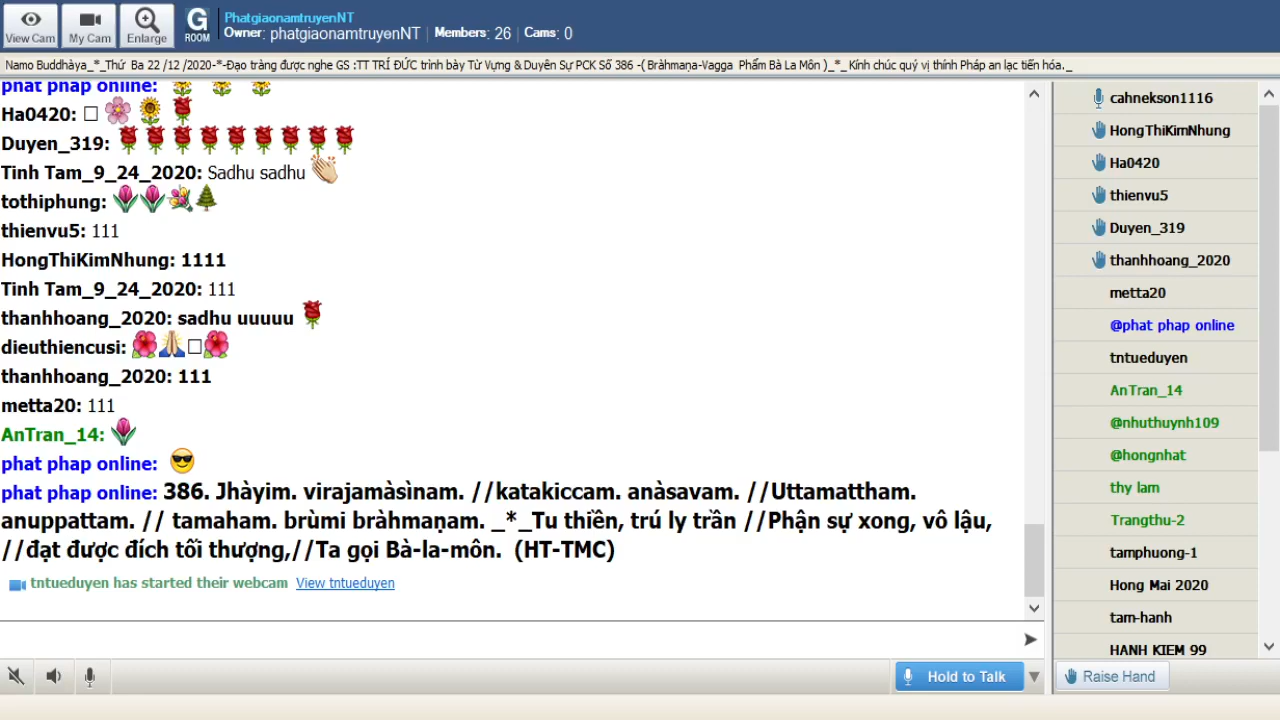 View Cam
My Cam
Enlarge
G
ROOM
PhatgiaonamtruyenNT
Owner: phatgiaonamtruyenNT | Members: 26 | Cams: 0
Namo Buddhàya_*_Thứ Ba 22 /12 /2020-*-Đạo tràng được nghe GS :TT TRÍ ĐỨC trình bày Từ Vựng & Duyên Sự PCK Số 386 -( Bràhmaṇa-Vagga Phẩm Bà La Môn )_*_ Kính chúc quý vị thính Pháp an lạc tiến hóa._
phat phap online:
Ha0420:
Duyen_319:
Tinh Tam_9_24_2020: Sadhu sadhu
tothiphung:
thienvu5: 111
HongThiKimNhung: 1111
Tinh Tam_9_24_2020: 111
thanhhoang_2020: sadhu uuuuu
dieuthiencusi:
thanhhoang_2020: 111
metta20: 111
AnTran_14:
phat phap online:
phat phap online: 386. Jhàyim. virajamàsìnam. //katakiccam. anàsavam. //Uttamattham.
anuppattam. // tamaham. brùmi bràhmaṇam. _*_Tu thiền, trú ly trần //Phận sự xong, vô lậu,
//đạt được đích tối thượng,//Ta gọi Bà-la-môn. (HT-TMC)
tntueduyen has started their webcam View tntueduyen
cahnekson1116
HongThiKimNhung
Ha0420
thienvu5
Duyen_319
thanhhoang_2020
metta20
@phat phap online
tntueduyen
AnTran_14
@nhuthuynh109
@hongnhat
thy lam
Trangthu-2
tamphuong-1
Hong Mai 2020
tam-hanh
HANH KIEM 99
Hold to Talk
Raise Hand